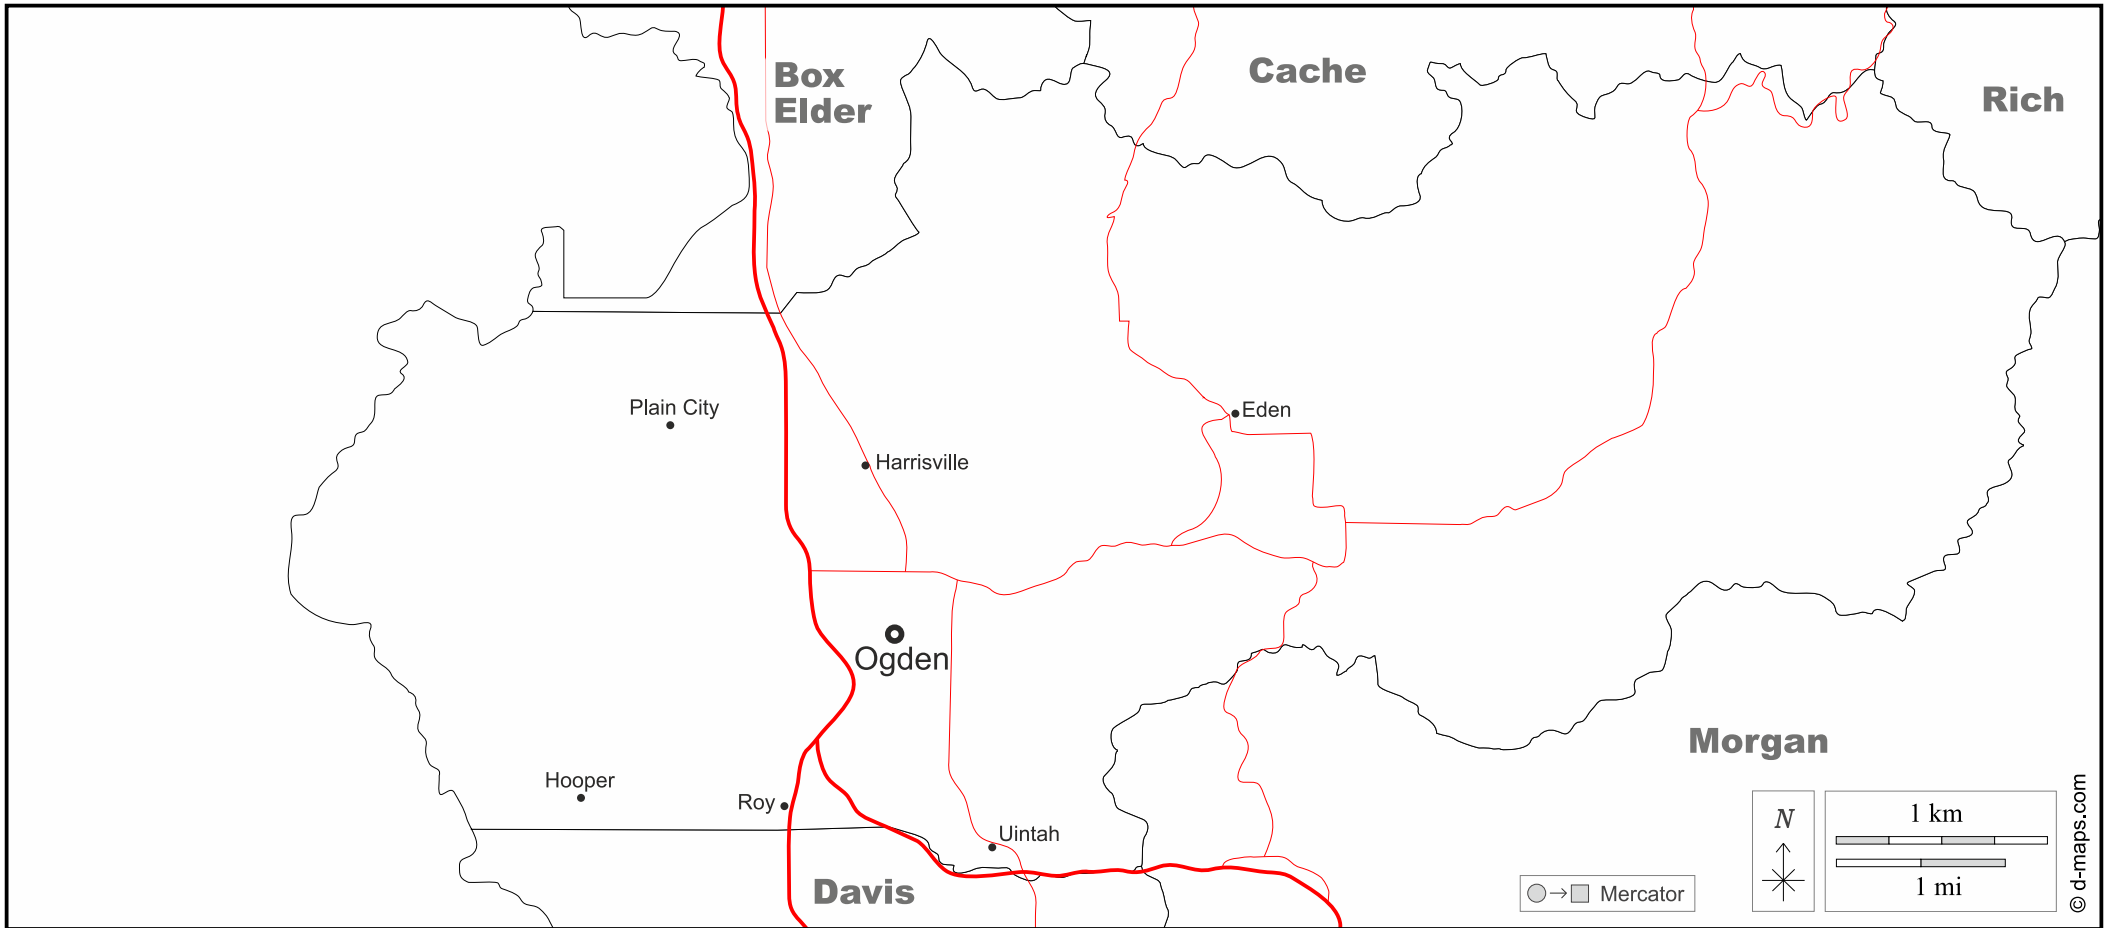 Box
Elder
Cache
Rich
Plain City
Eden
Harrisville
Ogden
Morgan
Hooper
Roy
Uintah
Davis
Mercator
N
1 km
1 mi
© d-maps.com